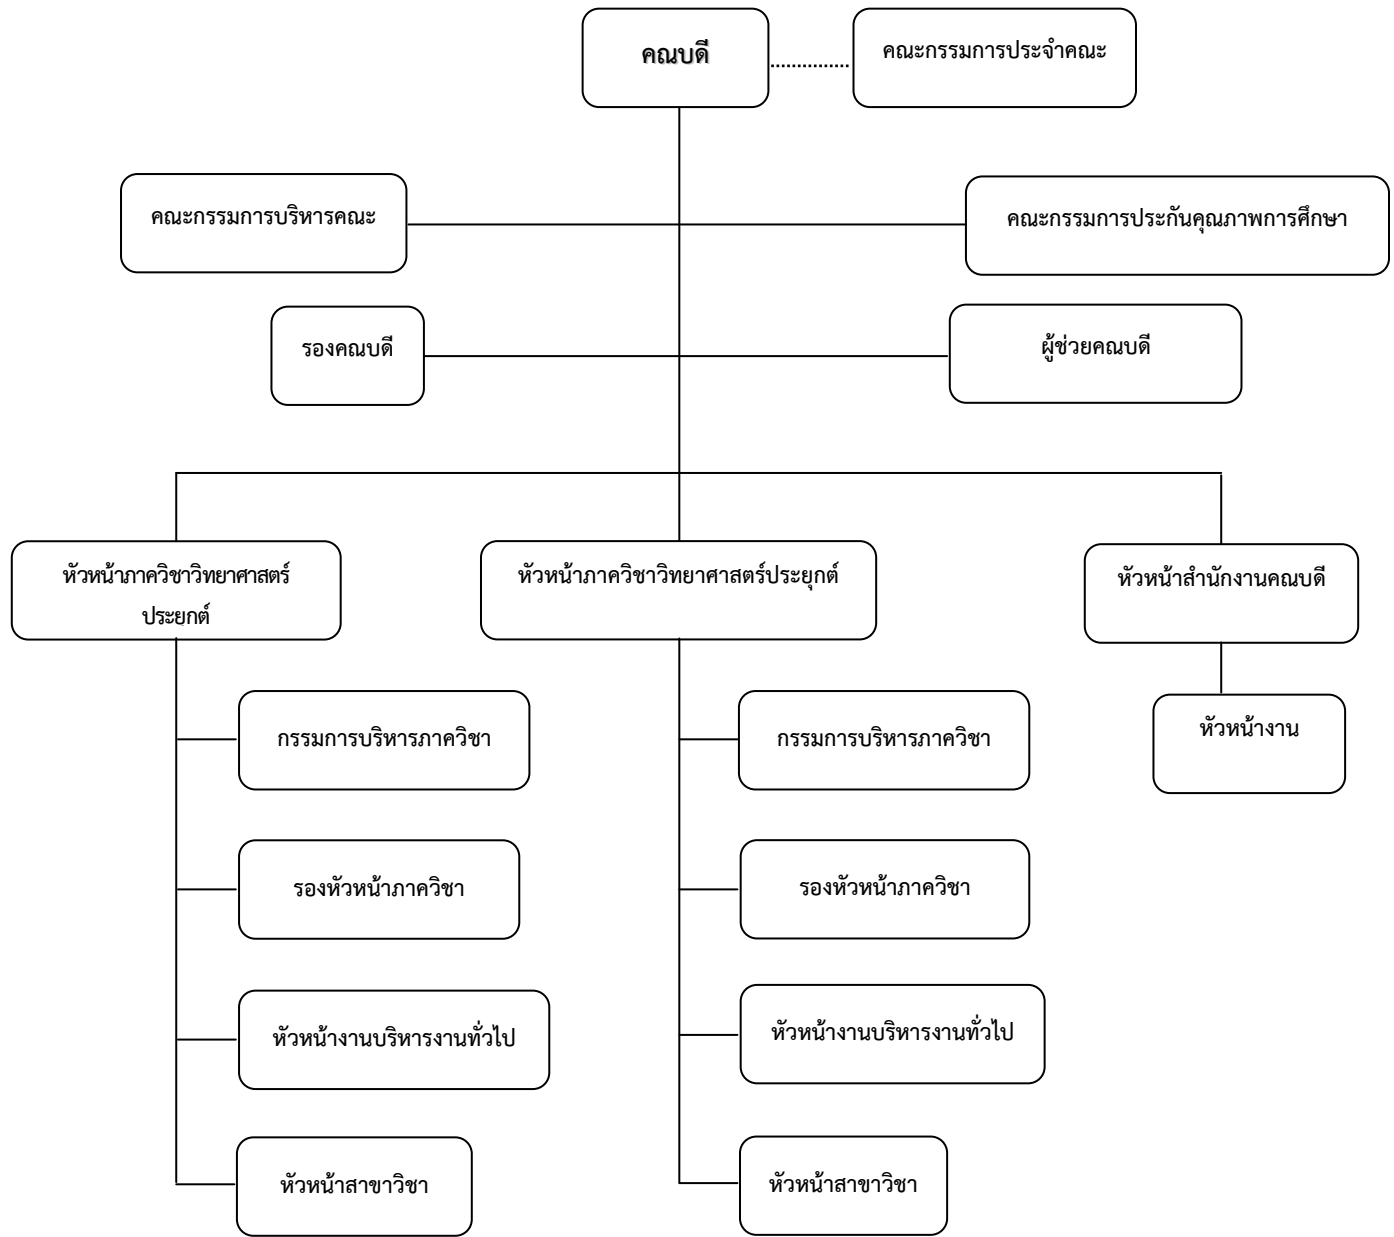 คณบดี
คณะกรรมการประจำคณะ
คณะกรรมการบริหารคณะ
คณะกรรมการประกันคุณภาพการศึกษา
รองคณบดี
ผู้ช่วยคณบดี
หัวหน้าภาควิชาวิทยาศาสตร์
ประยกต์
หัวหน้าภาควิชาวิทยาศาสตร์ประยุกต์
หัวหน้าสำนักงานคณบดี
กรรมการบริหารภาควิชา
กรรมการบริหารภาควิชา
หัวหน้างาน
รองหัวหน้าภาควิชา
รองหัวหน้าภาควิชา
หัวหน้างานบริหารงานทั่วไป
หัวหน้างานบริหารงานทั่วไป
หัวหน้าสาขาวิชา
หัวหน้าสาขาวิชา